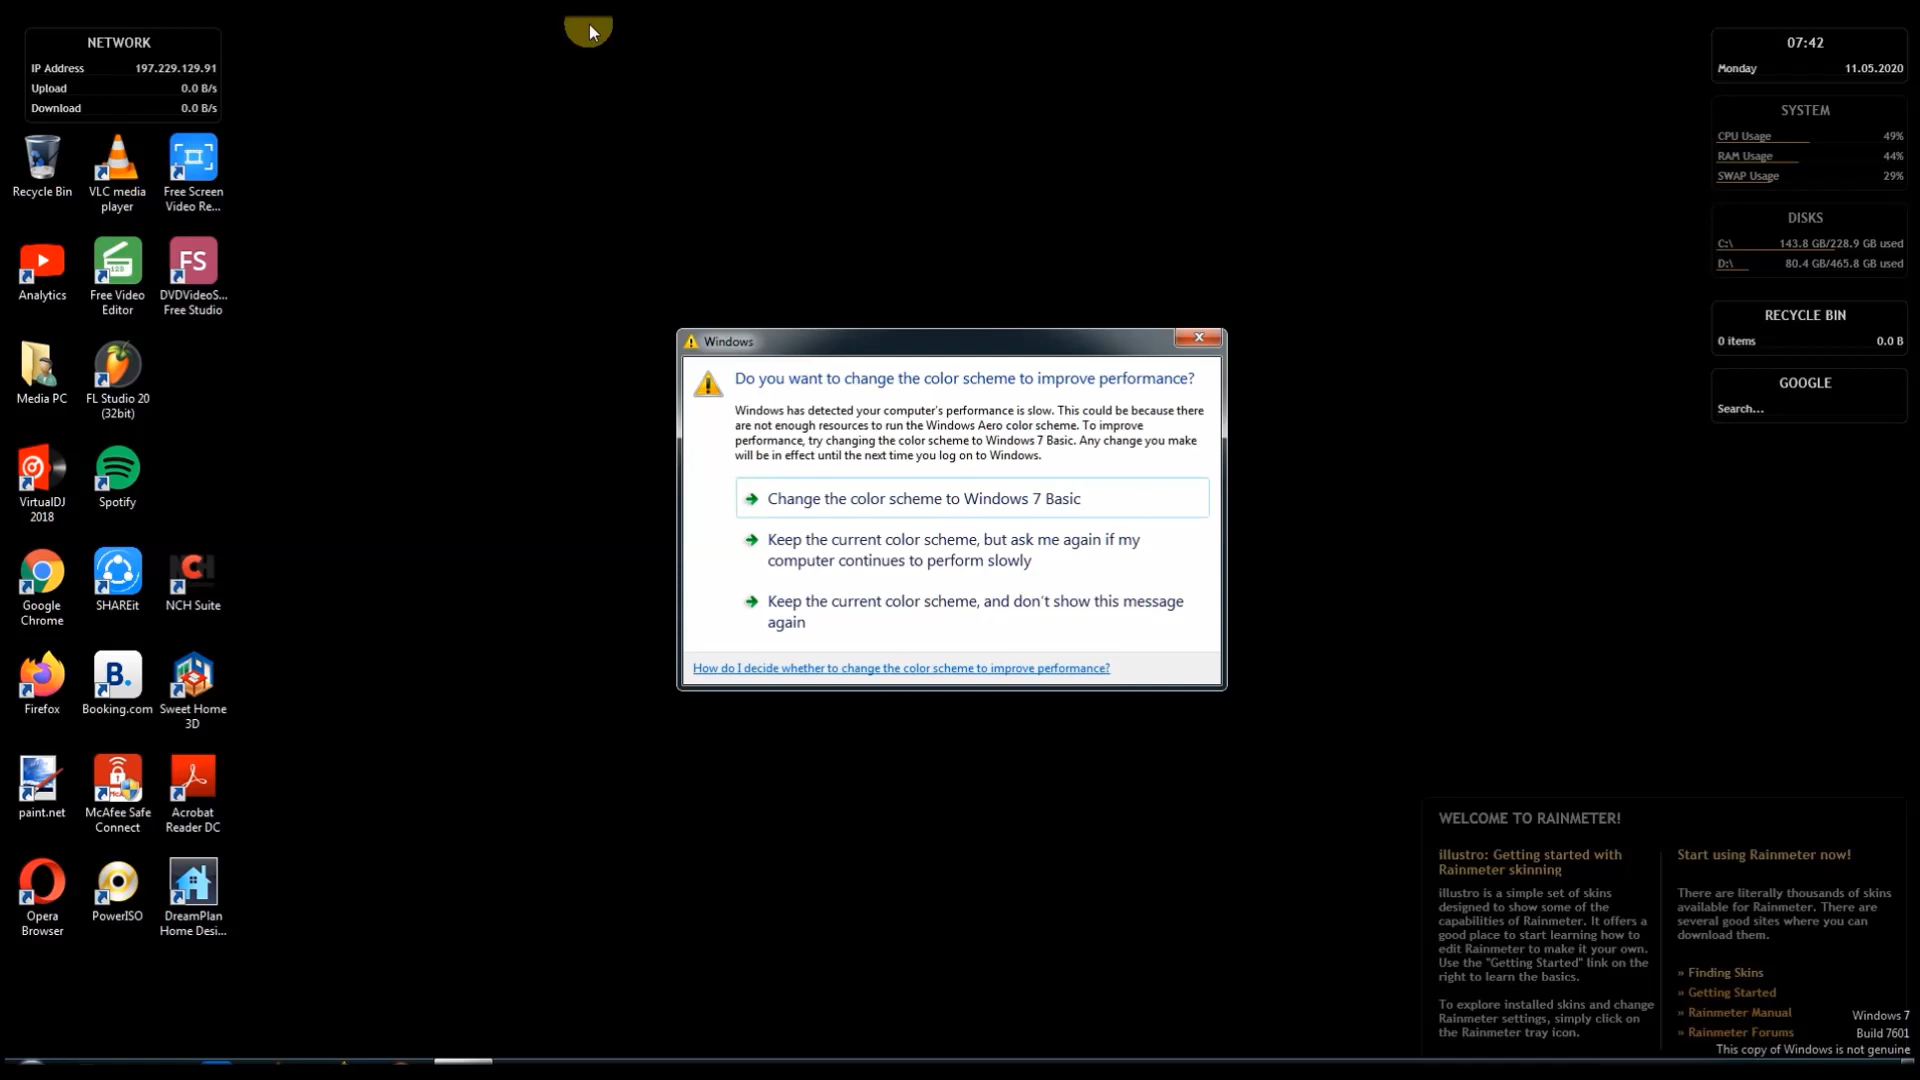 NETWORK
IP Address 197.229.129.91
Upload 0.0 B/s
Download 0.0 B/s
Recycle Bin
VLC media
player
Free Screen
Video Re...
Analytics
Free Video
Editor
FS
DVDVideoS...
Free Studio
Media PC
FL Studio 20
(32bit)
VirtualDJ
2018
Spotify
Google
Chrome
SHAREit
NCH Suite
Firefox
B.
Booking.com
Sweet Home
3D
paint.net
McAfee Safe
Connect
Acrobat
Reader DC
Opera
Browser
PowerISO
DreamPlan
Home Desi...
Windows
Do you want to change the color scheme to improve performance?
Windows has detected your computer's performance is slow. This could be because there
are not enough resources to run the Windows Aero color scheme. To improve
performance, try changing the color scheme to Windows 7 Basic. Any change you make
will be in effect until the next time you log on to Windows.
Change the color scheme to Windows 7 Basic
Keep the current color scheme, but ask me again if my
computer continues to perform slowly
Keep the current color scheme, and don't show this message
again
How do I decide whether to change the color scheme to improve performance?
07:42
Monday 11.05.2020
SYSTEM
CPU Usage 49%
RAM Usage 44%
SWAP Usage 29%
DISKS
C:\ 143.8 GB/228.9 GB used
D:\ 80.4 GB/465.8 GB used
RECYCLE BIN
0 items 0.0 B
GOOGLE
Search...
WELCOME TO RAINMETER!
illustro: Getting started with
Rainmeter skinning
illustro is a simple set of skins
designed to show some of the
capabilities of Rainmeter. It offers a
good place to start learning how to
edit Rainmeter to make it your own.
Use the "Getting Started" link on the
right to learn the basics.
To explore installed skins and change
Rainmeter settings, simply click on
the Rainmeter tray icon.
Start using Rainmeter now!
There are literally thousands of skins
available for Rainmeter. There are
several good sites where you can
download them.
» Finding Skins
» Getting Started
» Rainmeter Manual
» Rainmeter Forums
Windows 7
Build 7601
This copy of Windows is not genuine